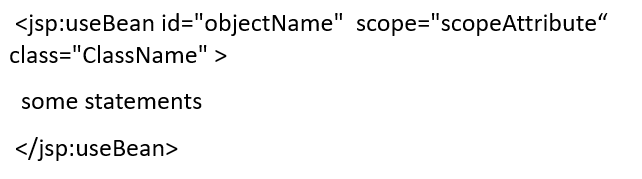 <jsp:useBean id="objectName"  scope="scopeAttribute“
class="ClassName" >
some statements
</jsp:useBean>